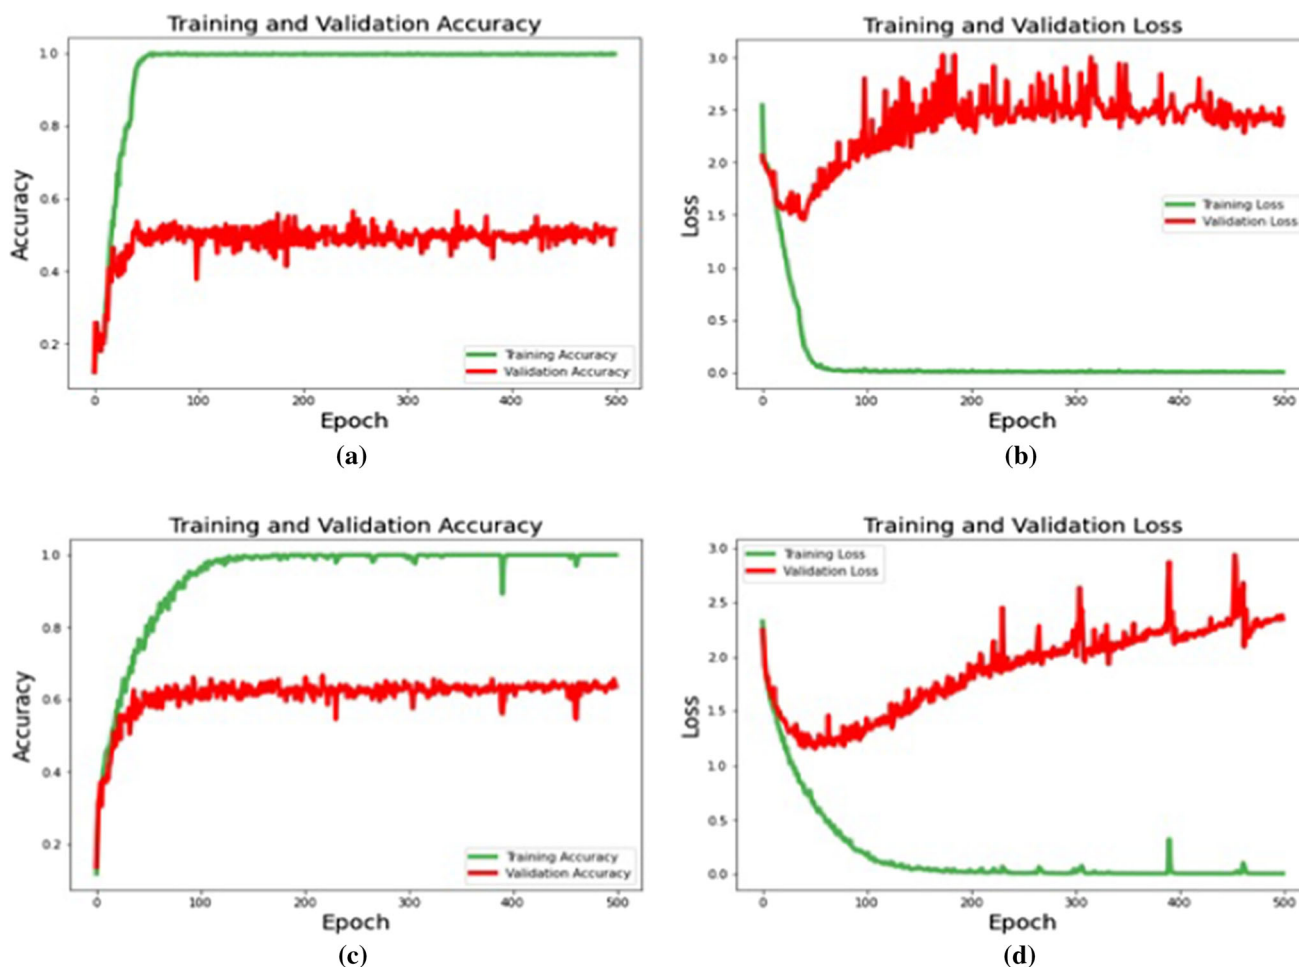 Training and Validation Accuracy
1.0
0.8
0.6
0.4
0.2
Accuracy
Training Accuracy
Validation Accuracy
0 100 200 300 400 500
Epoch
(a)
Training and Validation Loss
3.0
2.5
2.0
1.5
1.0
0.5
0.0
Loss
Training Loss
Validation Loss
0 100 200 300 400 500
Epoch
(b)
Training and Validation Accuracy
1.0
0.8
0.6
0.4
0.2
Accuracy
Training Accuracy
Validation Accuracy
0 100 200 300 400 500
Epoch
(c)
Training and Validation Loss
Training Loss
Validation Loss
3.0
2.5
2.0
1.5
1.0
0.5
0.0
Loss
0 100 200 300 400 500
Epoch
(d)